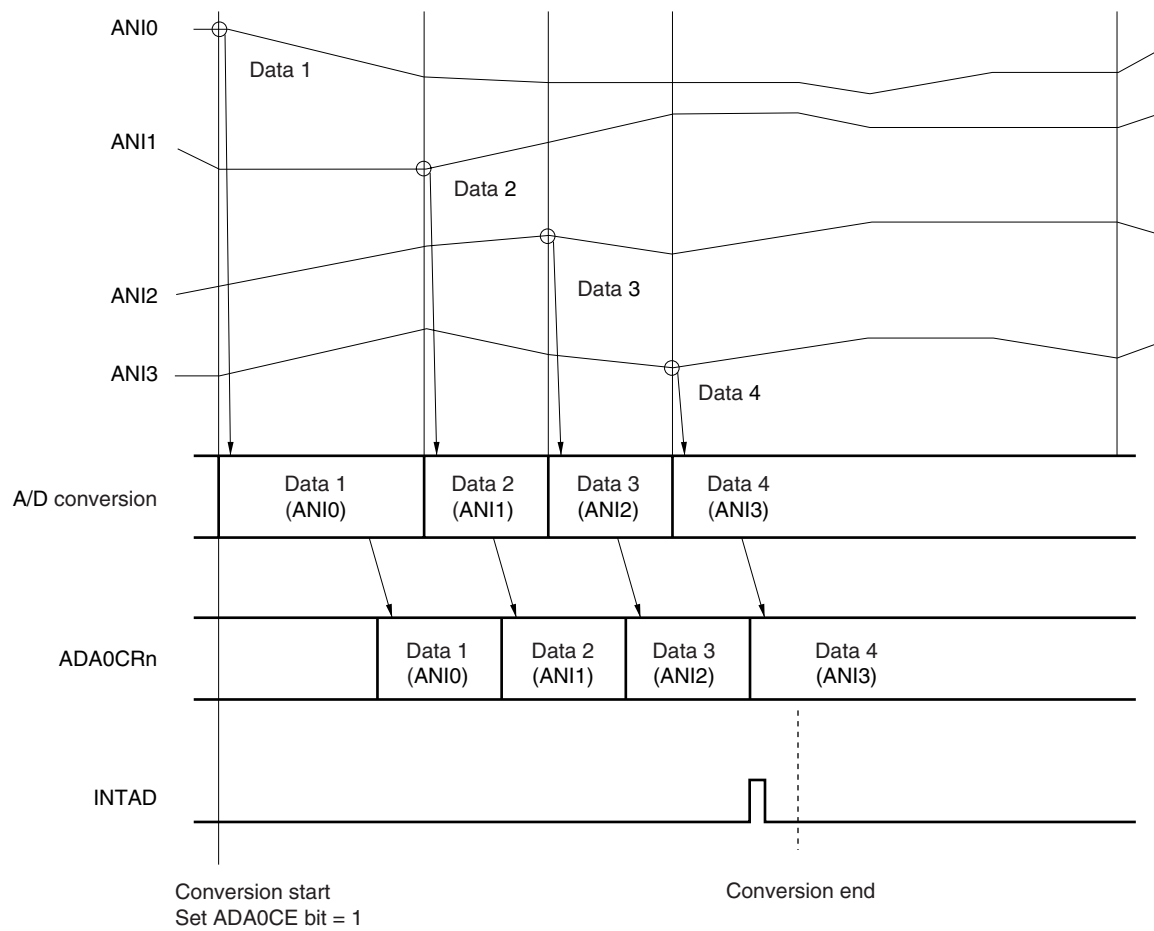 ANI0
Data 1
ANI1
Data 2
ANI2
Data 3
ANI3
Data 4
A/D conversion
Data 1
(ANI0)
Data 2
(ANI1)
Data 3
(ANI2)
Data 4
(ANI3)
ADA0CRn
Data 1
(ANI0)
Data 2
(ANI1)
Data 3
(ANI2)
Data 4
(ANI3)
INTAD
Conversion start
Set ADA0CE bit = 1
Conversion end